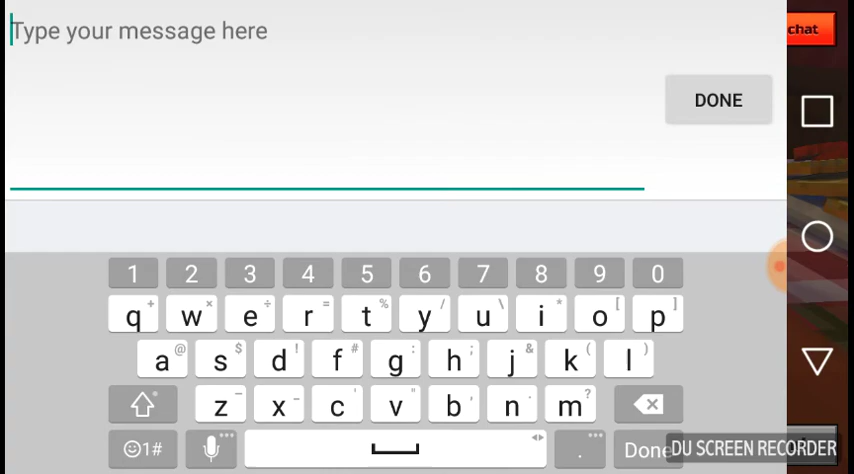 Type your message here
chat
DONE
1 2 3 4 5 6 7 8 9 0
q + w × e ÷ r = t % y / u \ i * o [ p ]
a @ s $ d ! f # g : h ; j & k ( l )
z _ x - c ' v " b , n . m ?
☺1# . Done
DU SCREEN RECORDER